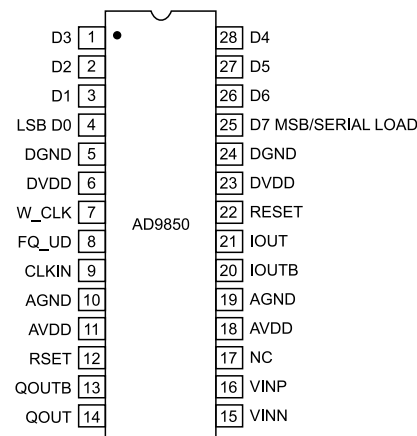 D3 1 28 D4
D2 2 27 D5
D1 3 26 D6
LSB D0 4 25 D7 MSB/SERIAL LOAD
DGND 5 24 DGND
DVDD 6 23 DVDD
W_CLK 7 22 RESET
AD9850
FQ_UD 8 21 IOUT
CLKIN 9 20 IOUTB
AGND 10 19 AGND
AVDD 11 18 AVDD
RSET 12 17 NC
QOUTB 13 16 VINP
QOUT 14 15 VINN